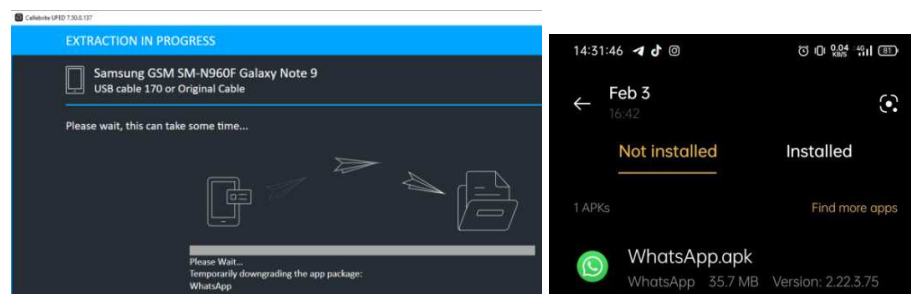 Cellebrite UFED 7.30.0.137
EXTRACTION IN PROGRESS
Samsung GSM SM-N960F Galaxy Note 9
USB cable 170 or Original Cable
Please wait, this can take some time...
Please Wait...
Temporarily downgrading the app package:
WhatsApp
14:31:46
0.04 KB/S 4G 81
Feb 3
16:42
Not installed
Installed
1 APKs
Find more apps
WhatsApp.apk
WhatsApp 35.7 MB Version: 2.22.3.75